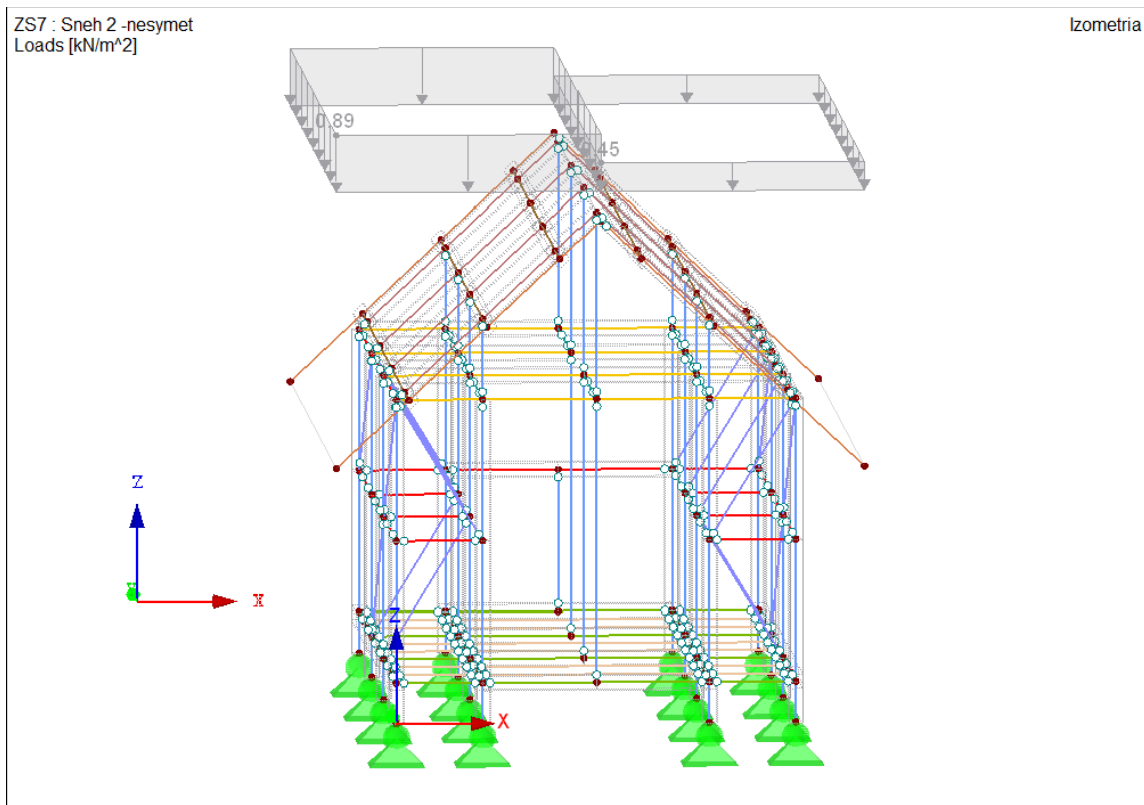 ZS7 : Sneh 2 -nesymet
Izometria
Loads [kN/m^2]
0.89
0.45
Z
X
Y
Z
X